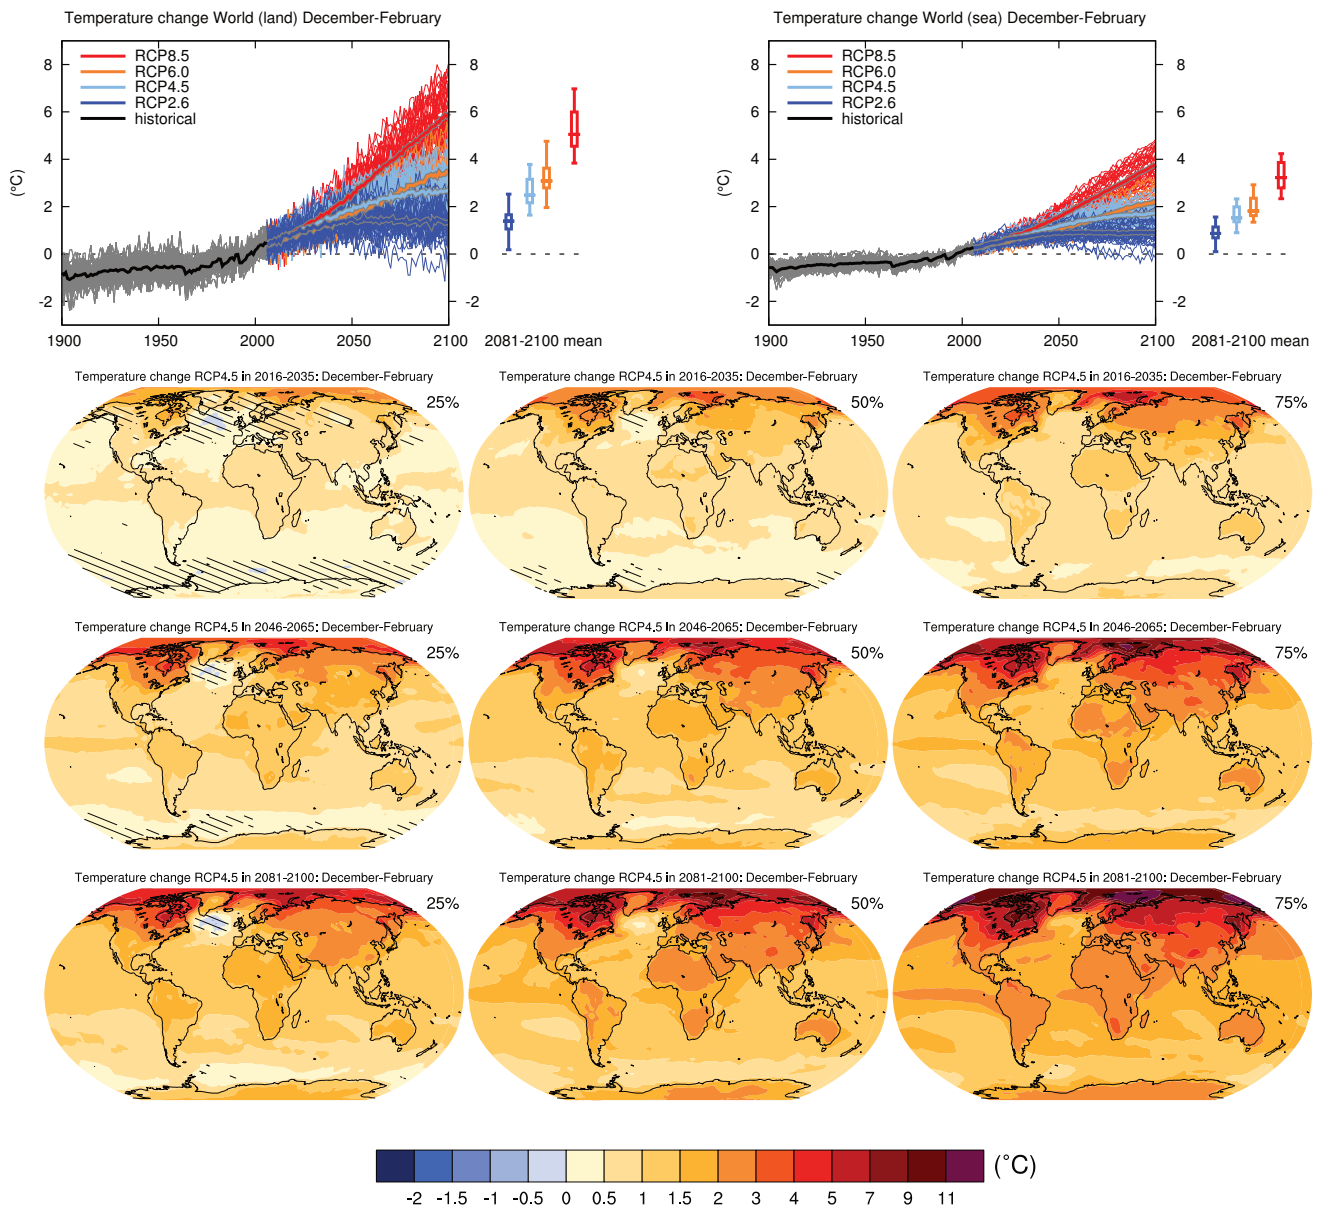 Temperature change World (land) December-February
8
6
4
2
0
-2
(°C)
RCP8.5
RCP6.0
RCP4.5
RCP2.6
historical
8
6
4
2
0
-2
1900 1950 2000 2050 2100 2081-2100 mean
Temperature change World (sea) December-February
8
6
4
2
0
-2
(°C)
RCP8.5
RCP6.0
RCP4.5
RCP2.6
historical
8
6
4
2
0
-2
1900 1950 2000 2050 2100 2081-2100 mean
Temperature change RCP4.5 in 2016-2035: December-February
25%
Temperature change RCP4.5 in 2016-2035: December-February
50%
Temperature change RCP4.5 in 2016-2035: December-February
75%
Temperature change RCP4.5 in 2046-2065: December-February
25%
Temperature change RCP4.5 in 2046-2065: December-February
50%
Temperature change RCP4.5 in 2046-2065: December-February
75%
Temperature change RCP4.5 in 2081-2100: December-February
25%
Temperature change RCP4.5 in 2081-2100: December-February
50%
Temperature change RCP4.5 in 2081-2100: December-February
75%
(°C)
-2 -1.5 -1 -0.5 0 0.5 1 1.5 2 3 4 5 7 9 11